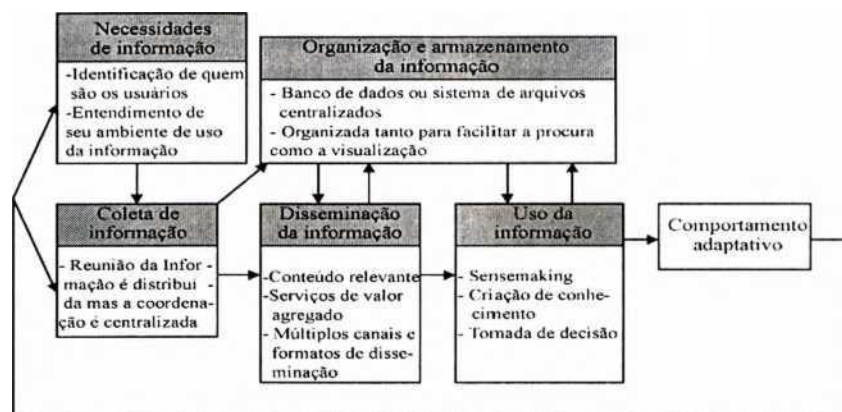 Necessidades
de informação
-Identificação de quem
são os usuários
-Entendimento de
seu ambiente de uso
da informação
Organização e armazenamento
da informação
- Banco de dados ou sistema de arquivos
centralizados
- Organizada tanto para facilitar a procura
como a visualização
Coleta de
informação
- Reunião da Infor -
mação é distribuí -
da mas a coordena-
ção é centralizada
Disseminação
da informação
-Conteúdo relevante
-Serviços de valor
agregado
- Múltiplos canais e
formatos de disse-
minação
Uso da
informação
- Sensemaking
- Criação de conhe-
cimento
- Tomada de decisão
Comportamento
adaptativo